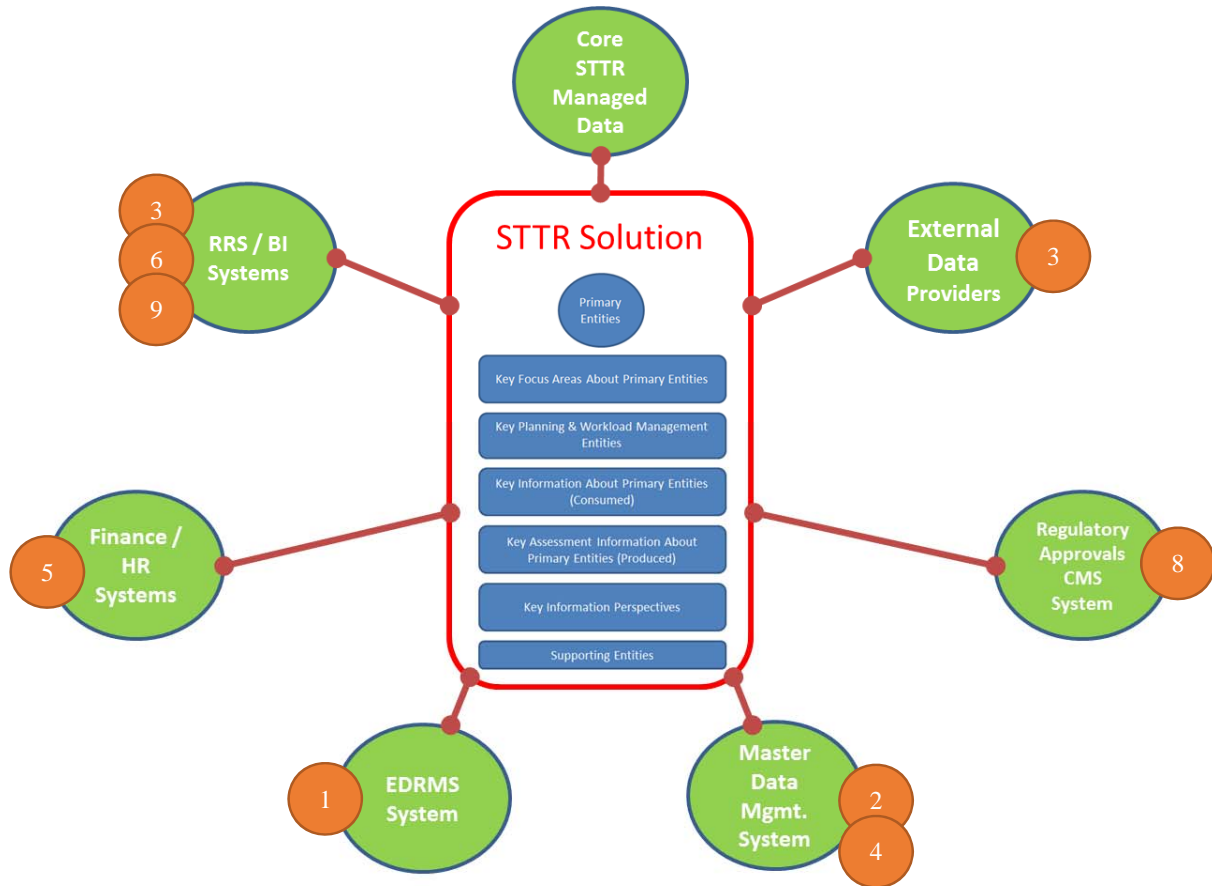 Core
STTR
Managed
Data
3
6
9
RRS / BI
Systems
STTR Solution
External
Data
Providers
3
Primary
Entities
Key Focus Areas About Primary Entities
Key Planning & Workload Management
Entities
Key Information About Primary Entities
(Consumed)
Key Assessment Information About
Primary Entities (Produced)
Key Information Perspectives
Supporting Entities
5
Finance /
HR
Systems
Regulatory
Approvals
CMS
System
8
1
EDRMS
System
Master
Data
Mgmt.
System
2
4